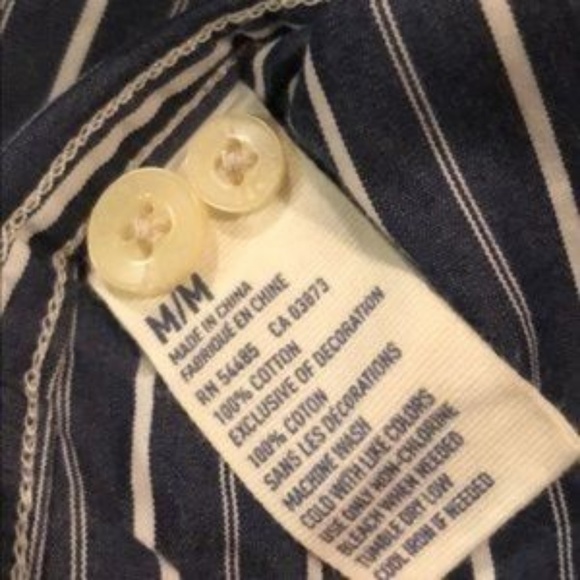 M/M
MADE IN CHINA
FABRIQUÉ EN CHINE
RN 54485 CA 03873
100% COTTON
EXCLUSIVE OF DECORATION
100% COTON
SANS LES DÉCORATIONS
MACHINE WASH
COLD WITH LIKE COLORS
USE ONLY NON-CHLORINE
BLEACH WHEN NEEDED
TUMBLE DRY LOW
COOL IRON IF NEEDED